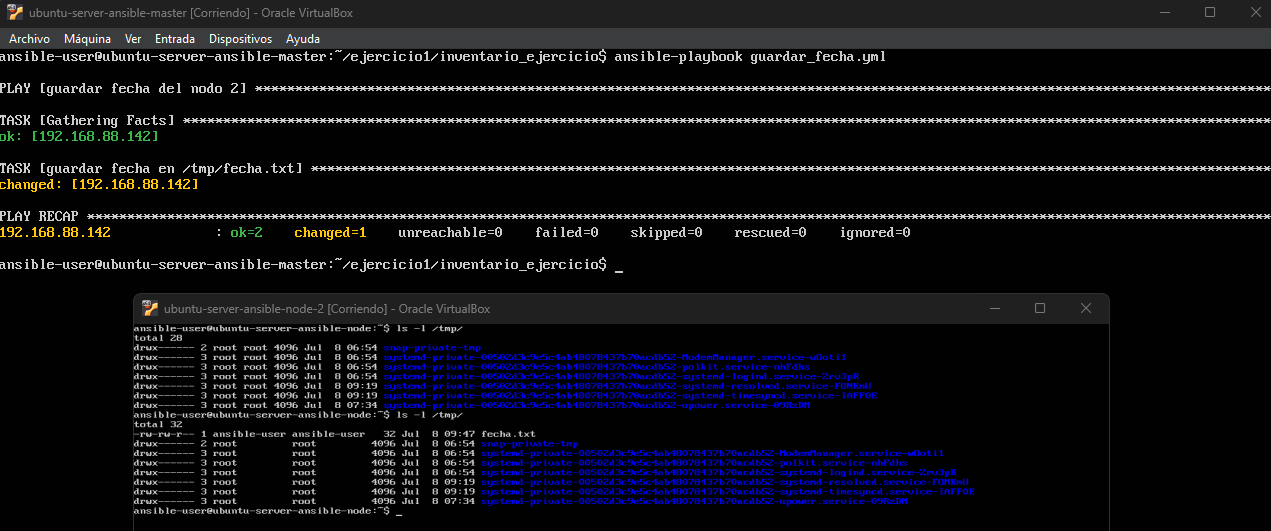 ubuntu-server-ansible-master [Corriendo] - Oracle VirtualBox
Archivo Máquina Ver Entrada Dispositivos Ayuda
ansible-user@ubuntu-server-ansible-master:~/ejercicio1/inventario_ejercicio$ ansible-playbook guardar_fecha.yml
PLAY [guardar fecha del nodo 2] ****
TASK [Gathering Facts] ****
ok: [192.168.88.142]
TASK [guardar fecha en /tmp/fecha.txt] ****
changed: [192.168.88.142]
PLAY RECAP ****
192.168.88.142 : ok=2 changed=1 unreachable=0 failed=0 skipped=0 rescued=0 ignored=0
ansible-user@ubuntu-server-ansible-master:~/ejercicio1/inventario_ejercicio$ _
ubuntu-server-ansible-node-2 [Corriendo] - Oracle VirtualBox
ansible-user@ubuntu-server-ansible-node:~$ ls -l /tmp/
total 28
drwx------ 2 root root 4096 Jul 8 06:54 snap-private-tmp
drwx------ 3 root root 4096 Jul 8 06:54
drwx------ 3 root root 4096 Jul 8 06:54
drwx------ 3 root root 4096 Jul 8 06:54
drwx------ 3 root root 4096 Jul 8 09:19
drwx------ 3 root root 4096 Jul 8 09:19
drwx------ 3 root root 4096 Jul 8 07:34
ansible-user@ubuntu-server-ansible-node:~$ ls -l /tmp/
total 32
-rw-rw-r-- 1 ansible-user ansible-user 32 Jul 8 09:47 fecha.txt
drwx------ 2 root root 4096 Jul 8 06:54 snap-private-tmp
drwx------ 3 root root 4096 Jul 8 06:54
drwx------ 3 root root 4096 Jul 8 06:54
drwx------ 3 root root 4096 Jul 8 06:54
drwx------ 3 root root 4096 Jul 8 09:19
drwx------ 3 root root 4096 Jul 8 09:19
drwx------ 3 root root 4096 Jul 8 07:34
ansible-user@ubuntu-server-ansible-node:~$ _